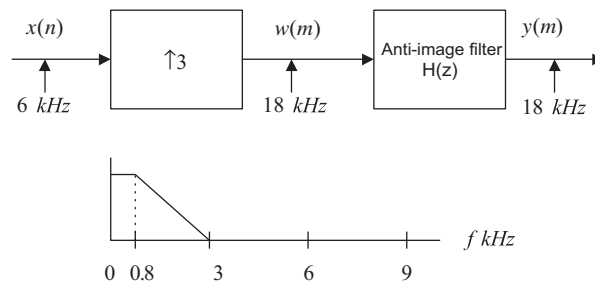 x(n)
w(m)
y(m)
↑3
Anti-image filter
H(z)
6 kHz
18 kHz
18 kHz
f kHz
0 0.8 3 6 9